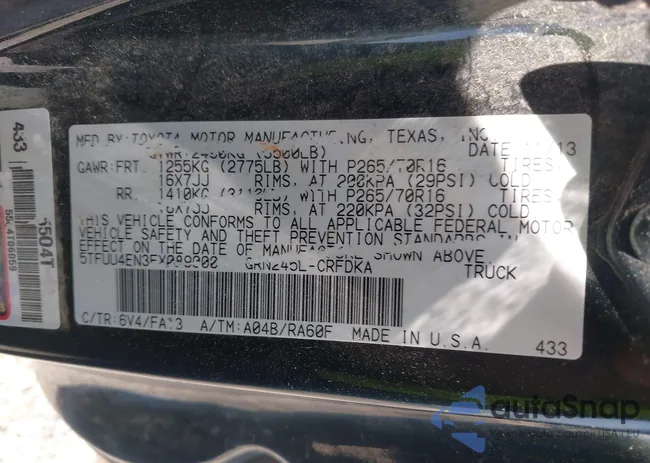 MFD BY: TOYOTA MOTOR MANUFACTURING, TEXAS, INC.
DATE: 11/13
GAWR: FRT. 1255KG (2775LB) WITH P265/70R16 TIRES
16X7JJ RIMS, AT 200KPA (29PSI) COLD
RR. 1410KG WITH P265/70R16 TIRES
16X7JJ RIMS, AT 220KPA (32PSI) COLD
THIS VEHICLE CONFORMS TO ALL APPLICABLE FEDERAL MOTOR
VEHICLE SAFETY AND THEFT PREVENTION STANDARDS IN
EFFECT ON THE DATE OF MANUFACTURE SHOWN ABOVE.
GRN245L-CRFDKA TRUCK
C/TR: 6V4/FA13 A/TM: A04B/RA60F MADE IN U.S.A.
433
433
5504T
autoSnap